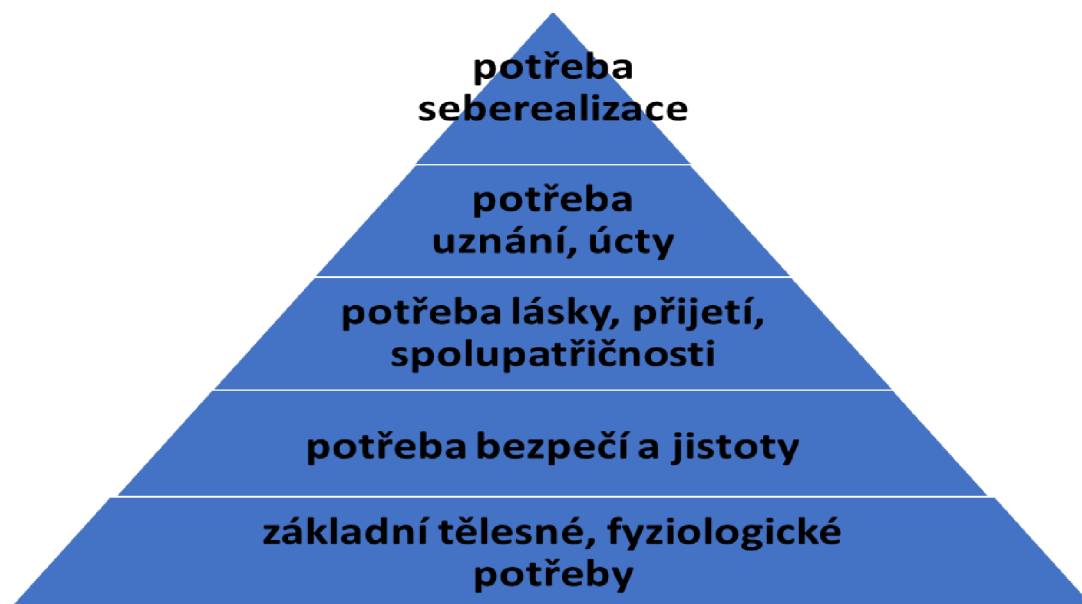 potřeba
seberealizace
potřeba
uznání, úcty
potřeba lásky, přijetí,
spolupatřičnosti
potřeba bezpečí a jistoty
základní tělesné, fyziologické
potřeby